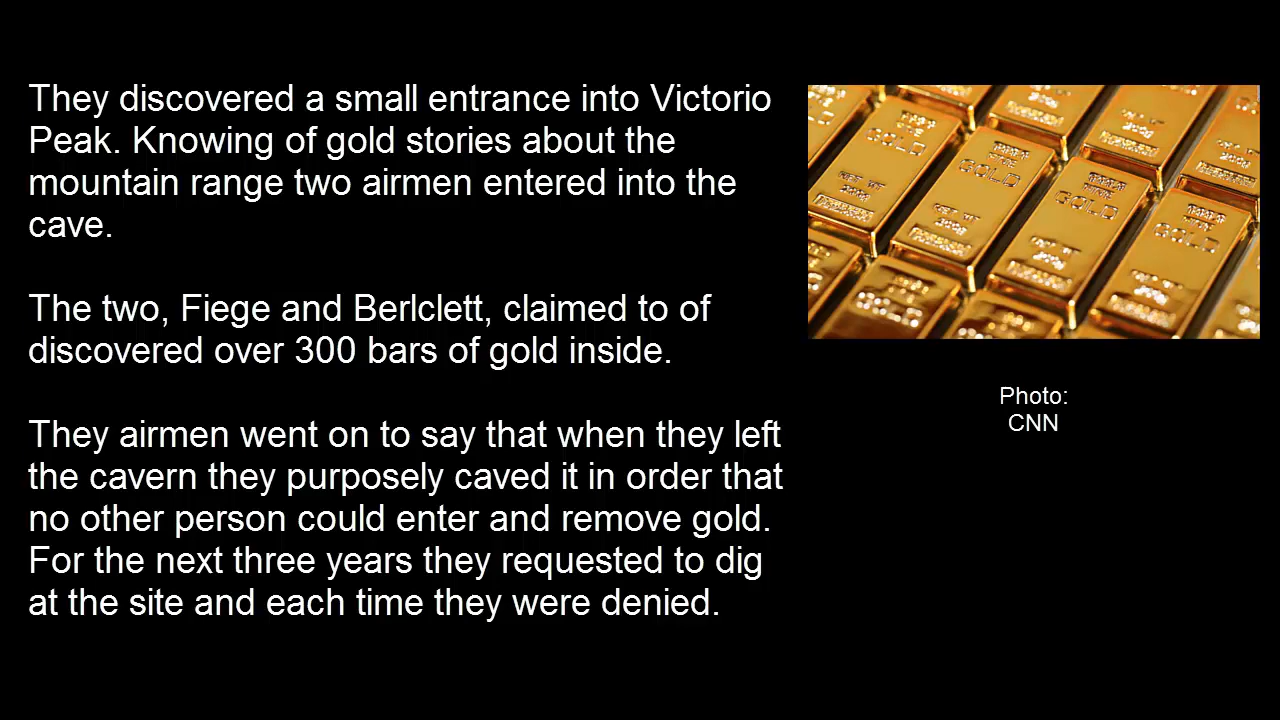 They discovered a small entrance into Victorio
Peak. Knowing of gold stories about the
mountain range two airmen entered into the
cave.
The two, Fiege and Berlclett, claimed to of
discovered over 300 bars of gold inside.
They airmen went on to say that when they left
the cavern they purposely caved it in order that
no other person could enter and remove gold.
For the next three years they requested to dig
at the site and each time they were denied.
GOLD
GOLD
GOLD
GOLD
Photo:
CNN